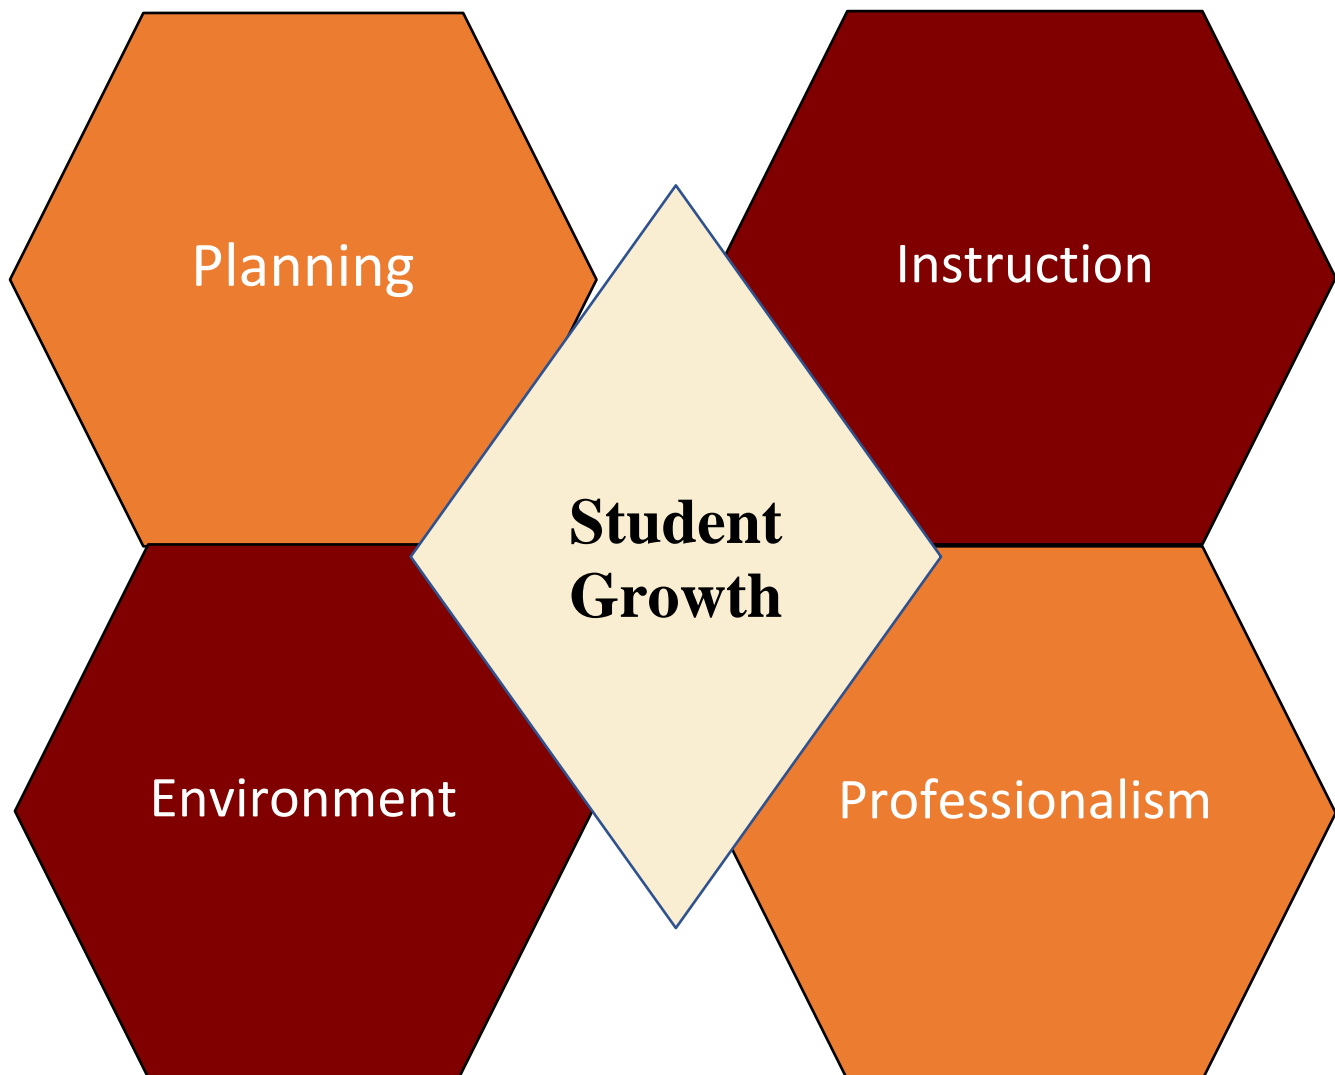 Planning
Instruction
Student
Growth
Environment
Professionalism